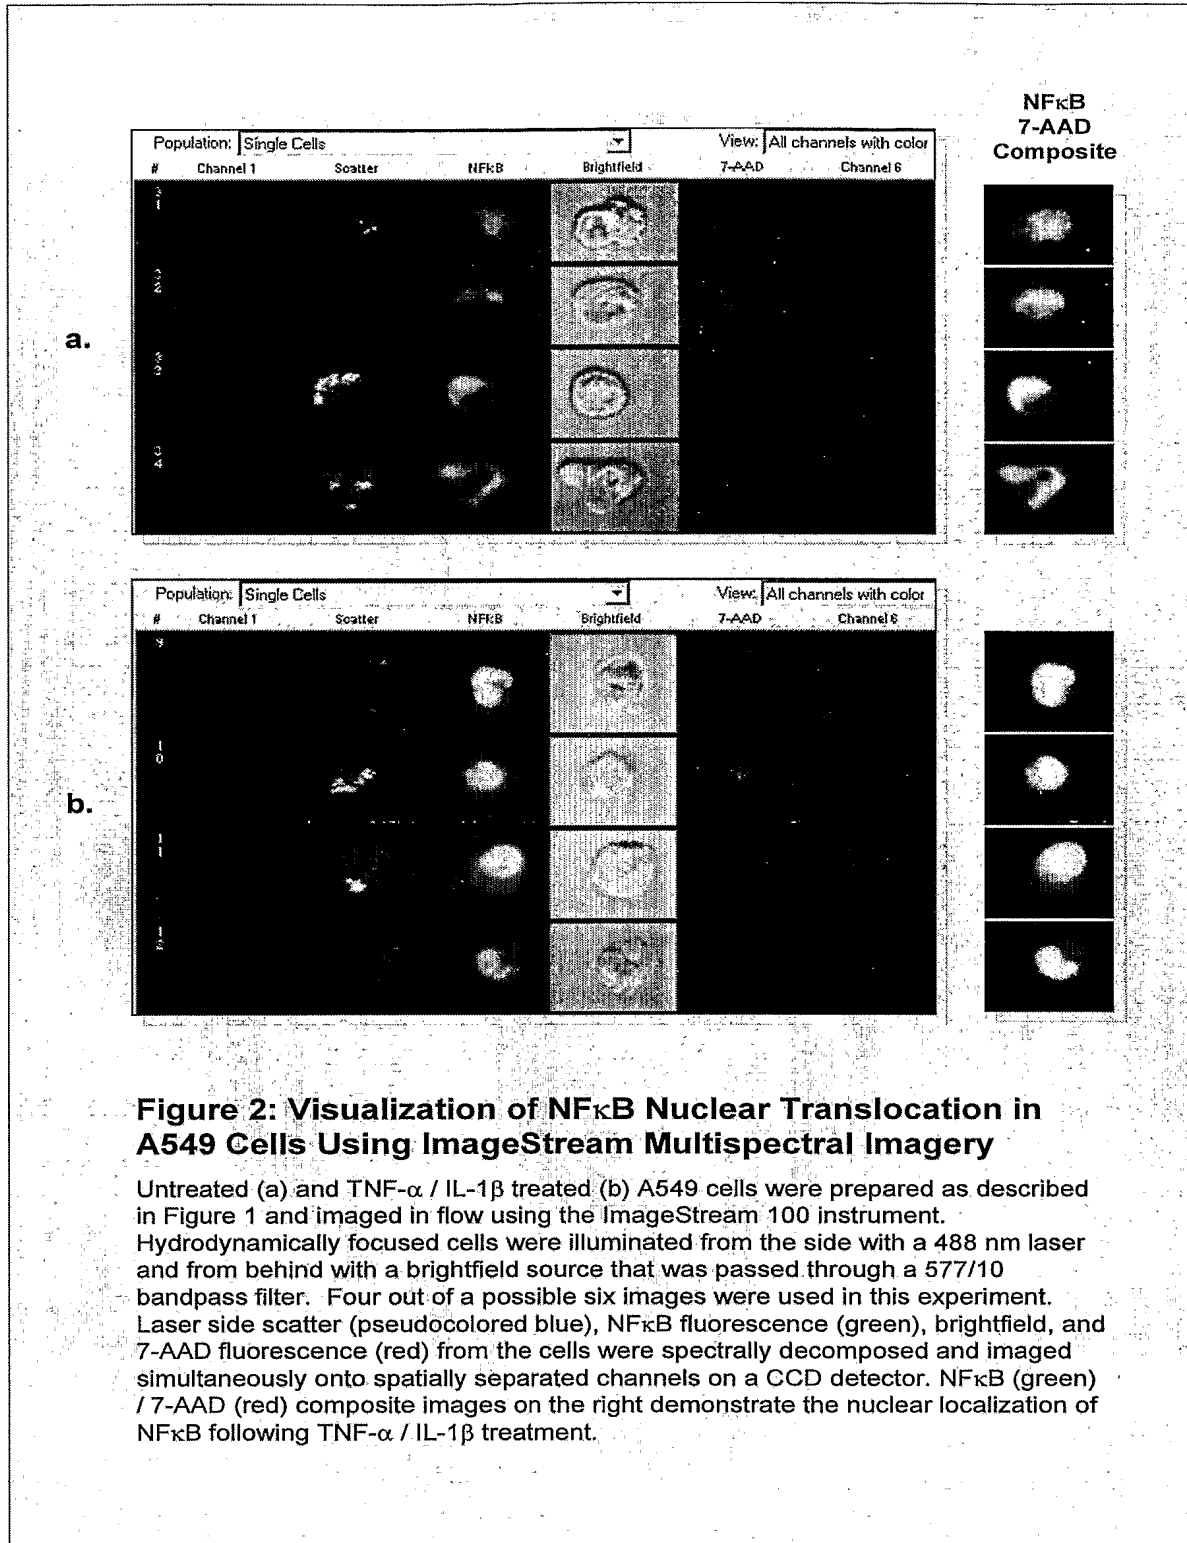 NFκB
7-AAD
Composite
Population: Single Cells View: All channels with color
# Channel 1 Scatter NFkB Brightfield 7-AAD Channel 6
31
32
33
34
a.
Population: Single Cells View: All channels with color
# Channel 1 Scatter NFkB Brightfield 7-AAD Channel 6
9
10
11
12
b.
Figure 2: Visualization of NFκB Nuclear Translocation in
A549 Cells Using ImageStream Multispectral Imagery
Untreated (a) and TNF-α / IL-1β treated (b) A549 cells were prepared as described
in Figure 1 and imaged in flow using the ImageStream 100 instrument.
Hydrodynamically focused cells were illuminated from the side with a 488 nm laser
and from behind with a brightfield source that was passed through a 577/10
bandpass filter. Four out of a possible six images were used in this experiment.
Laser side scatter (pseudocolored blue), NFκB fluorescence (green), brightfield, and
7-AAD fluorescence (red) from the cells were spectrally decomposed and imaged
simultaneously onto spatially separated channels on a CCD detector. NFκB (green)
/ 7-AAD (red) composite images on the right demonstrate the nuclear localization of
NFκB following TNF-α / IL-1β treatment.